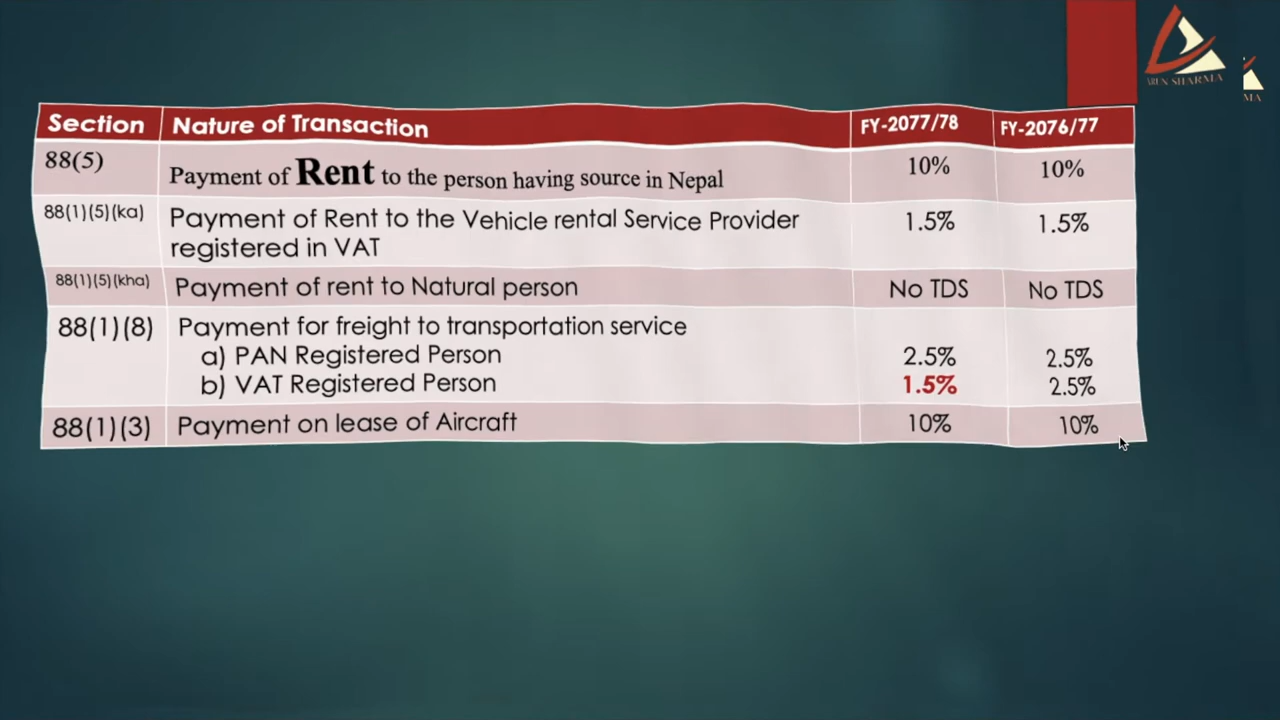 Section Nature of Transaction FY-2077/78 FY-2076/77
88(5) Payment of Rent to the person having source in Nepal 10% 10%
88(1)(5)(ka) Payment of Rent to the Vehicle rental Service Provider 1.5% 1.5%
registered in VAT
88(1)(5)(kha) Payment of rent to Natural person No TDS No TDS
88(1)(8) Payment for freight to transportation service
a) PAN Registered Person 2.5% 2.5%
b) VAT Registered Person 1.5% 2.5%
88(1)(3) Payment on lease of Aircraft 10% 10%
SHARMA
MA